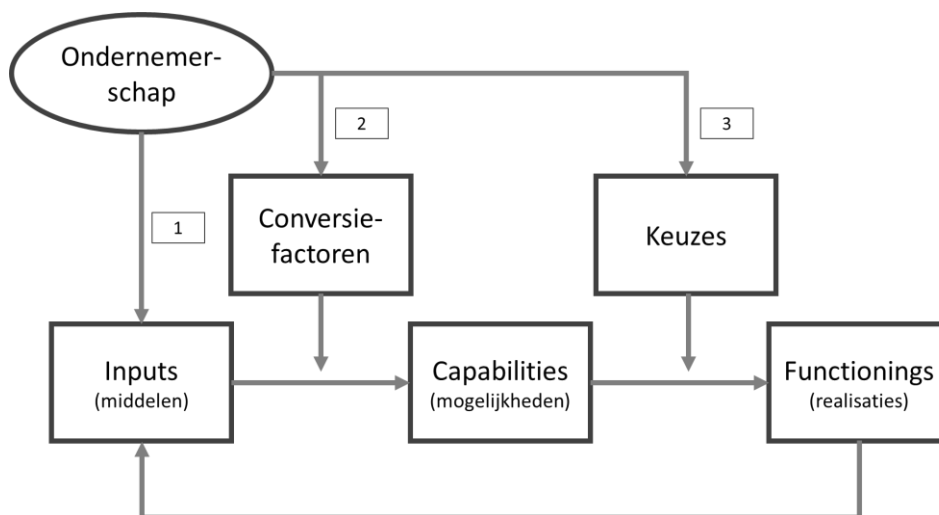 Ondernemer-
schap
2
3
Conversie-
factoren
Keuzes
1
Inputs
(middelen)
Capabilities
(mogelijkheden)
Functionings
(realisaties)